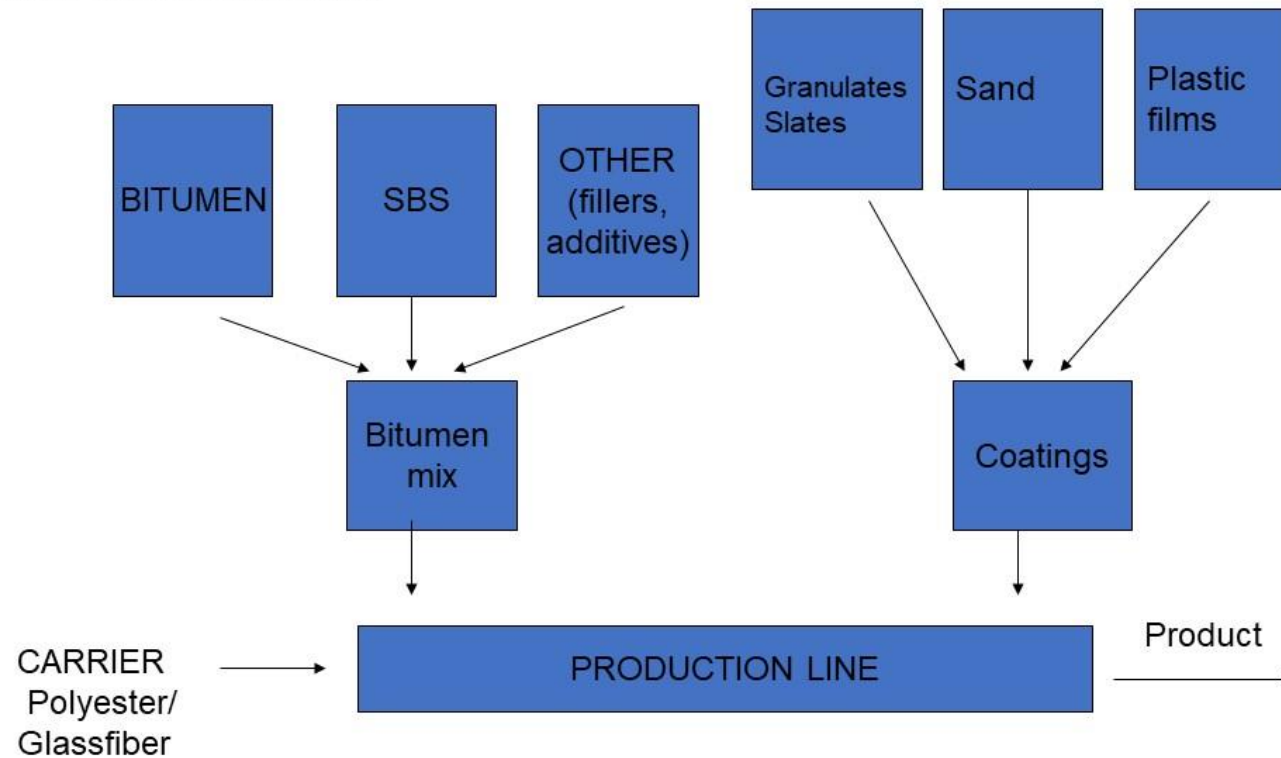 BITUMEN
SBS
OTHER
(fillers,
additives)
Granulates
Slates
Sand
Plastic
films
Bitumen
mix
Coatings
CARRIER
Polyester/
Glassfiber
PRODUCTION LINE
Product